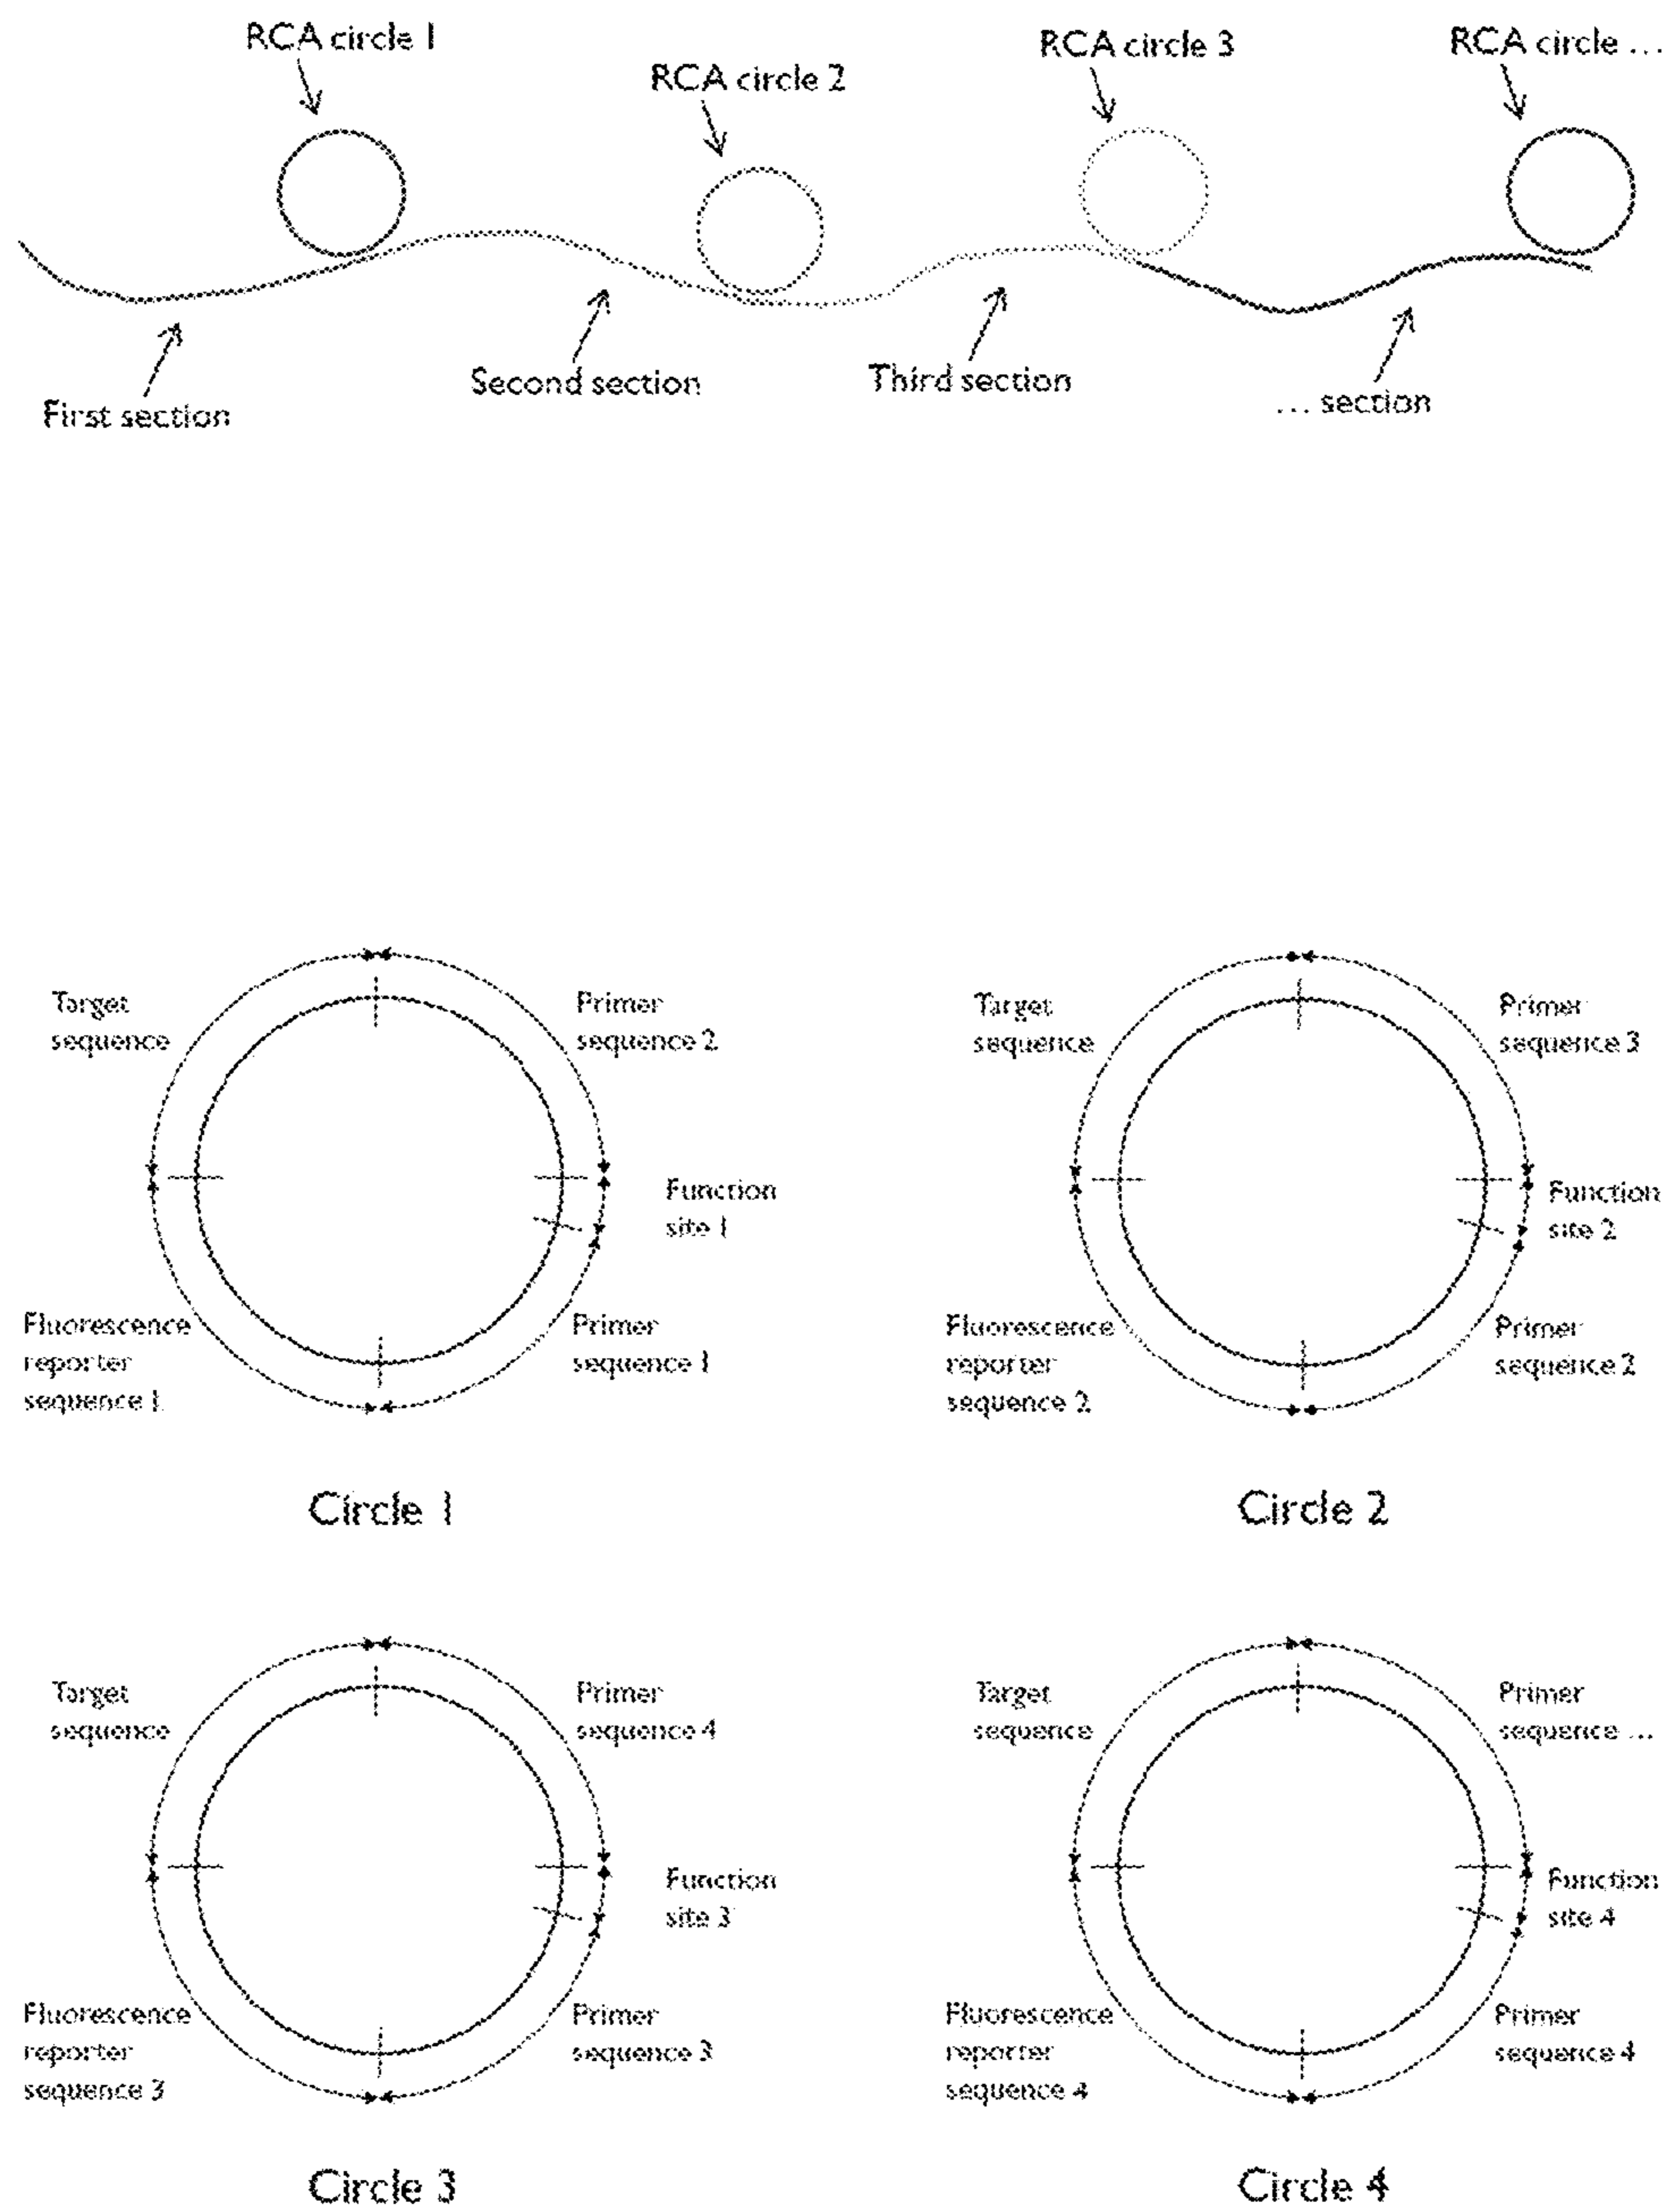 RCA circle 1
RCA circle 2
RCA circle 3
RCA circle ...
First section
Second section
Third section
... section
Target
sequence
Primer
sequence 2
Function
site 1
Fluorescence
reporter
sequence 1
Primer
sequence 1
Circle 1
Target
sequence
Primer
sequence 3
Function
site 2
Fluorescence
reporter
sequence 2
Primer
sequence 2
Circle 2
Target
sequence
Primer
sequence 4
Function
site 3
Fluorescence
reporter
sequence 3
Primer
sequence 3
Circle 3
Target
sequence
Primer
sequence ...
Function
site 4
Fluorescence
reporter
sequence 4
Primer
sequence 4
Circle 4